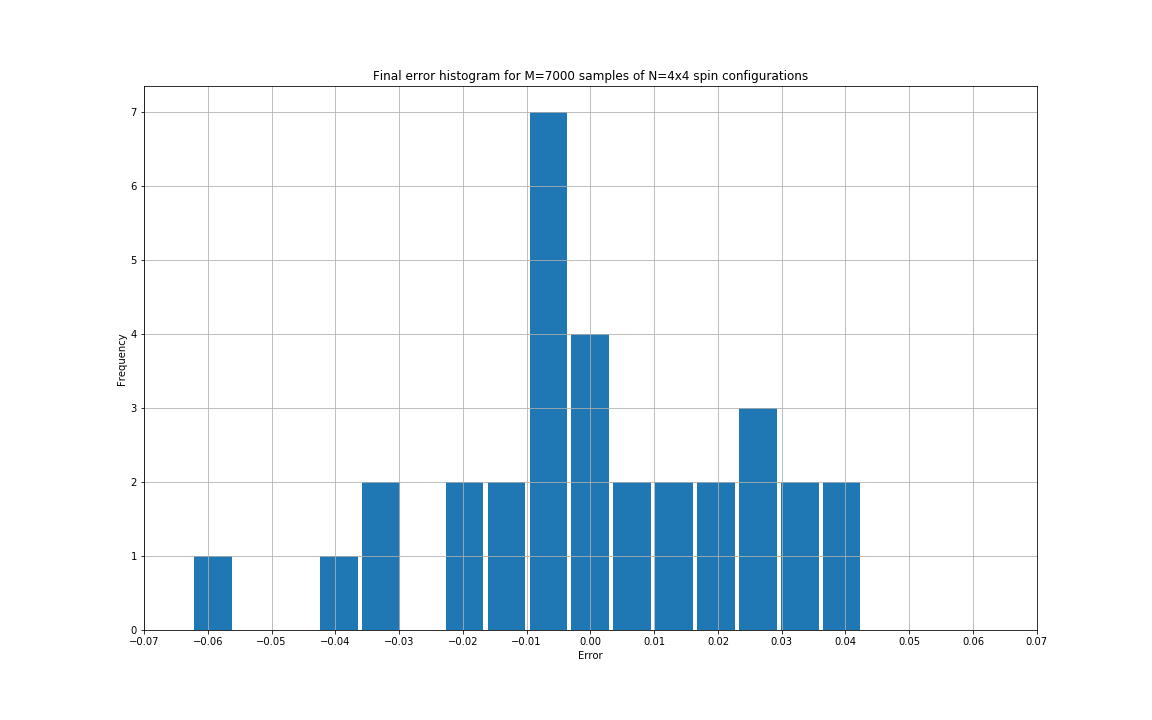 Final error histogram for M=7000 samples of N=4x4 spin configurations
7
6
5
4
3
2
1
0
Frequency
−0.07 −0.06 −0.05 −0.04 −0.03 −0.02 −0.01 0.00 0.01 0.02 0.03 0.04 0.05 0.06 0.07
Error